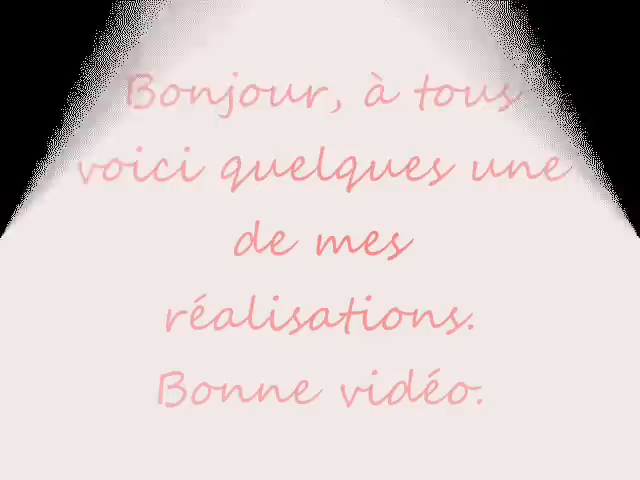 Bonjour, à tous
voici quelques une
de mes
réalisations.
Bonne vidéo.